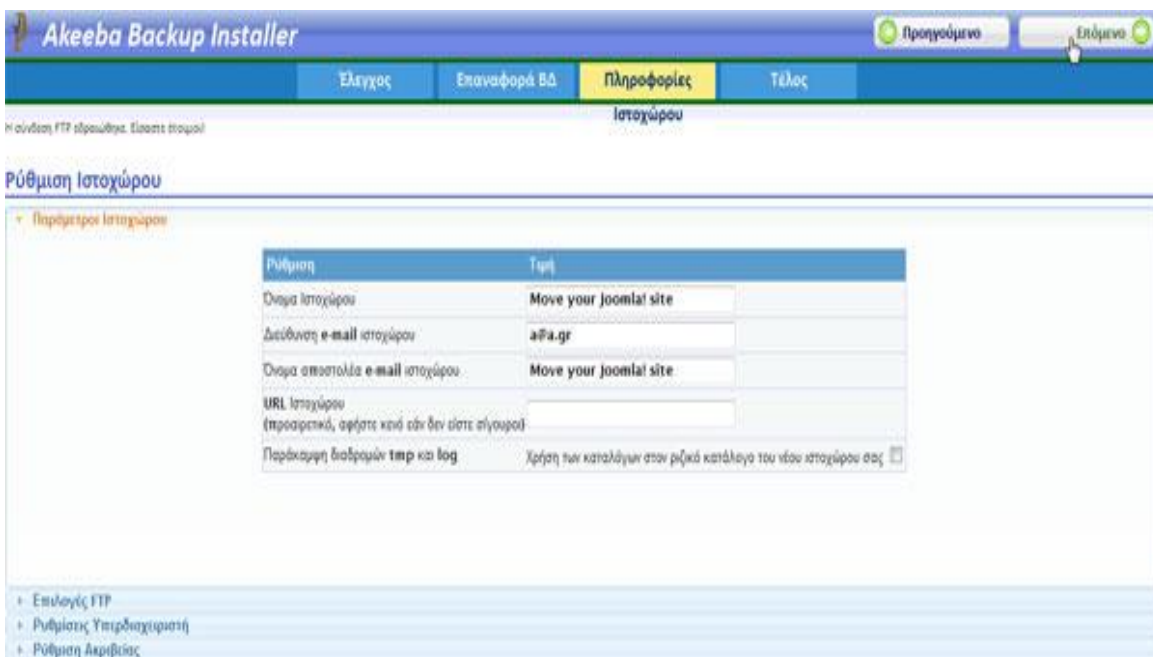 Akeeba Backup Installer
Προηγούμενο
Επόμενο
Έλεγχος
Επαναφορά ΒΔ
Πληροφορίες
Ιστοχώρου
Τέλος
Η σύνδεση FTP εδραιώθηκε. Είσαστε έτοιμοι!
Ρύθμιση Ιστοχώρου
Παράμετροι Ιστοχώρου
Ρύθμιση Τιμή
Όνομα Ιστοχώρου Move your Joomla! site
Διεύθυνση e-mail ιστοχώρου a@a.gr
Όνομα αποστολέα e-mail ιστοχώρου Move your Joomla! site
URL Ιστοχώρου
(προαιρετικό, αφήστε κενό εάν δεν είστε σίγουροι)
Παράκαμψη διαδρομών tmp και log Χρήση των καταλόγων στον ριζικό κατάλογο του νέου ιστοχώρου σας
Επιλογές FTP
Ρυθμίσεις Υπερδιαχειριστή
Ρύθμιση Ακριβείας